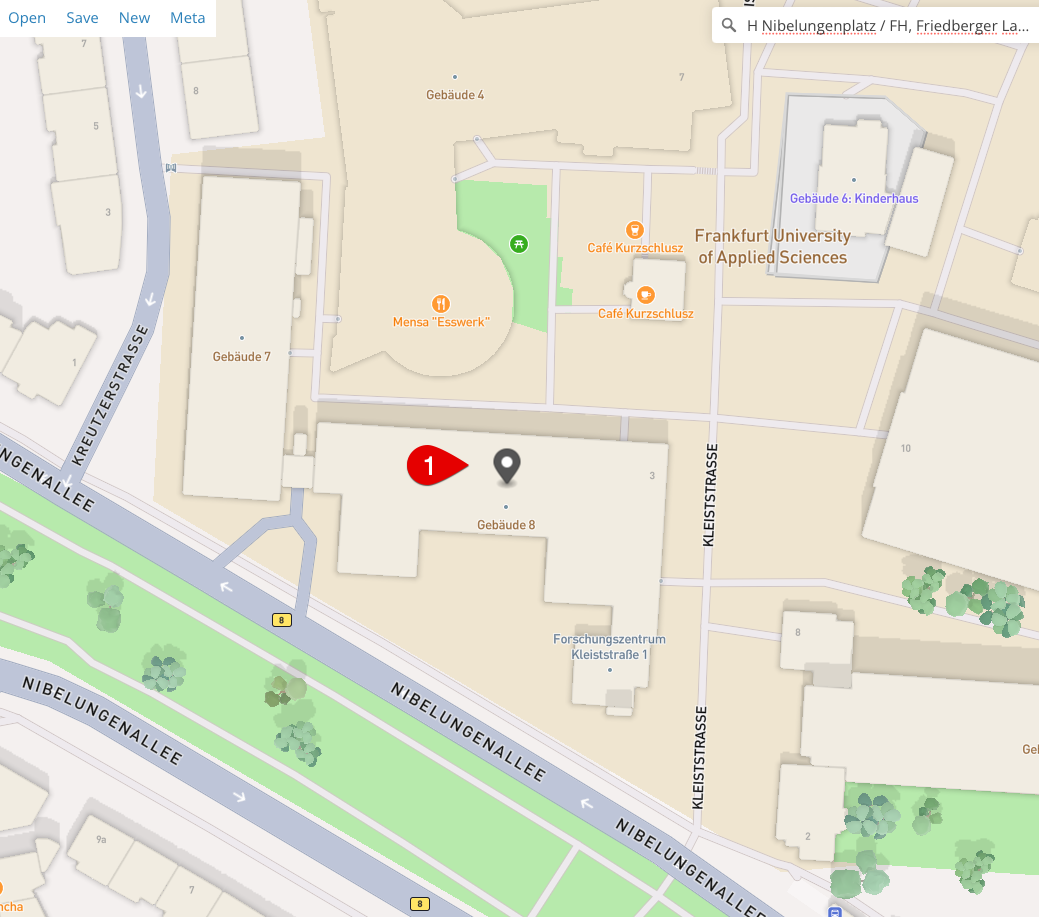 Open Save New Meta
H Nibelungenplatz / FH, Friedberger La...
7
8
5
3
1
Gebäude 4
7
Gebäude 6: Kinderhaus
Frankfurt University
of Applied Sciences
Café Kurzschlusz
Café Kurzschlusz
Mensa "Esswerk"
Gebäude 7
KREUTZERSTRASSE
NGENALLEE
1
3
Gebäude 8
KLEISTSTRASSE
10
8
Forschungszentrum
Kleiststraße 1
8
NIBELUNGENALLEE
NIBELUNGENALLEE
KLEISTSTRASSE
Gel
NIBELUNGENALLEE
2
9a
7
8
ncha